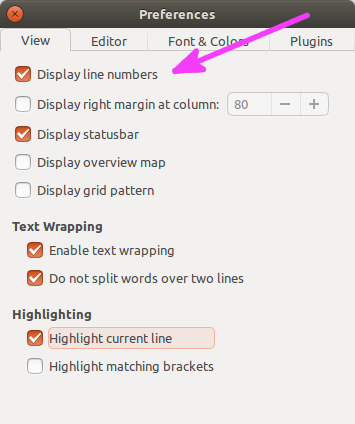 Preferences
View Editor Font & Colors Plugins
Display line numbers
Display right margin at column: 80 − +
Display statusbar
Display overview map
Display grid pattern
Text Wrapping
Enable text wrapping
Do not split words over two lines
Highlighting
Highlight current line
Highlight matching brackets